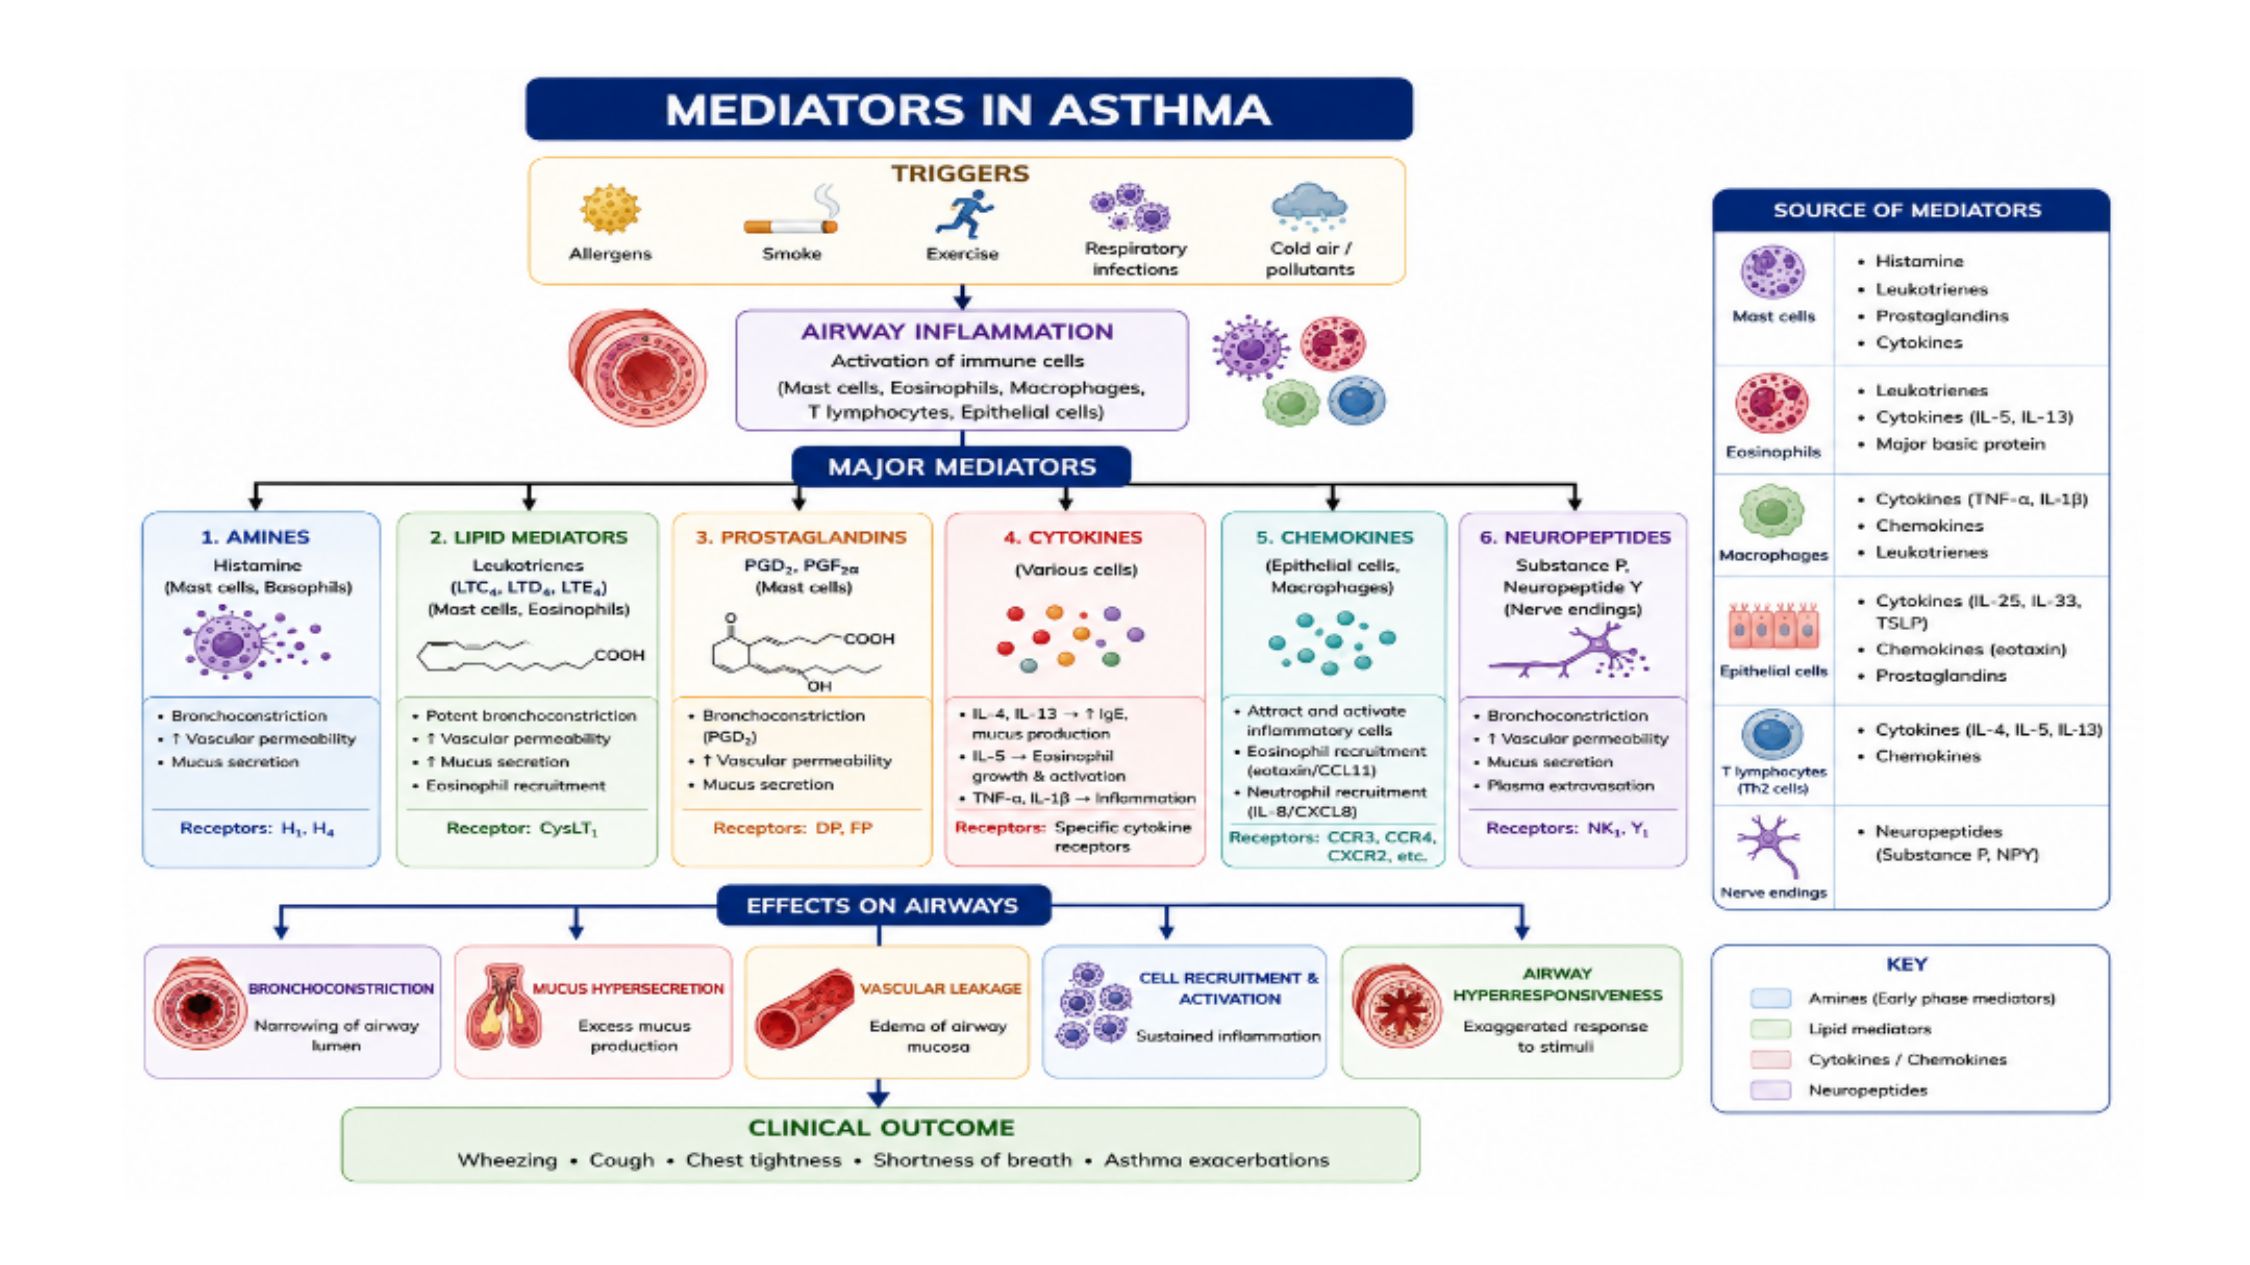 MEDIATORS IN ASTHMA
TRIGGERS
Allergens
Smoke
Exercise
Respiratory
infections
Cold air /
pollutants
AIRWAY INFLAMMATION
Activation of immune cells
(Mast cells, Eosinophils, Macrophages,
T lymphocytes, Epithelial cells)
MAJOR MEDIATORS
1. AMINES
Histamine
(Mast cells, Basophils)
• Bronchoconstriction
• ↑ Vascular permeability
• Mucus secretion
Receptors: H₁, H₄
2. LIPID MEDIATORS
Leukotrienes
(LTC₄, LTD₄, LTE₄)
(Mast cells, Eosinophils)
COOH
• Potent bronchoconstriction
• ↑ Vascular permeability
• ↑ Mucus secretion
• Eosinophil recruitment
Receptor: CysLT₁
3. PROSTAGLANDINS
PGD₂, PGF₂α
(Mast cells)
O
COOH
OH
• Bronchoconstriction
(PGD₂)
• ↑ Vascular permeability
• Mucus secretion
Receptors: DP, FP
4. CYTOKINES
(Various cells)
• IL-4, IL-13 → ↑ IgE,
mucus production
• IL-5 → Eosinophil
growth & activation
• TNF-α, IL-1β → Inflammation
Receptors: Specific cytokine
receptors
5. CHEMOKINES
(Epithelial cells,
Macrophages)
• Attract and activate
inflammatory cells
• Eosinophil recruitment
(eotaxin/CCL11)
• Neutrophil recruitment
(IL-8/CXCL8)
Receptors: CCR3, CCR4,
CXCR2, etc.
6. NEUROPEPTIDES
Substance P,
Neuropeptide Y
(Nerve endings)
• Bronchoconstriction
• ↑ Vascular permeability
• Mucus secretion
• Plasma extravasation
Receptors: NK₁, Y₁
EFFECTS ON AIRWAYS
BRONCHOCONSTRICTION
Narrowing of airway
lumen
MUCUS HYPERSECRETION
Excess mucus
production
VASCULAR LEAKAGE
Edema of airway
mucosa
CELL RECRUITMENT &
ACTIVATION
Sustained inflammation
AIRWAY
HYPERRESPONSIVENESS
Exaggerated response
to stimuli
CLINICAL OUTCOME
Wheezing • Cough • Chest tightness • Shortness of breath • Asthma exacerbations
SOURCE OF MEDIATORS
Mast cells
• Histamine
• Leukotrienes
• Prostaglandins
• Cytokines
Eosinophils
• Leukotrienes
• Cytokines (IL-5, IL-13)
• Major basic protein
Macrophages
• Cytokines (TNF-α, IL-1β)
• Chemokines
• Leukotrienes
Epithelial cells
• Cytokines (IL-25, IL-33,
TSLP)
• Chemokines (eotaxin)
• Prostaglandins
T lymphocytes
(Th2 cells)
• Cytokines (IL-4, IL-5, IL-13)
• Chemokines
Nerve endings
• Neuropeptides
(Substance P, NPY)
KEY
Amines (Early phase mediators)
Lipid mediators
Cytokines / Chemokines
Neuropeptides